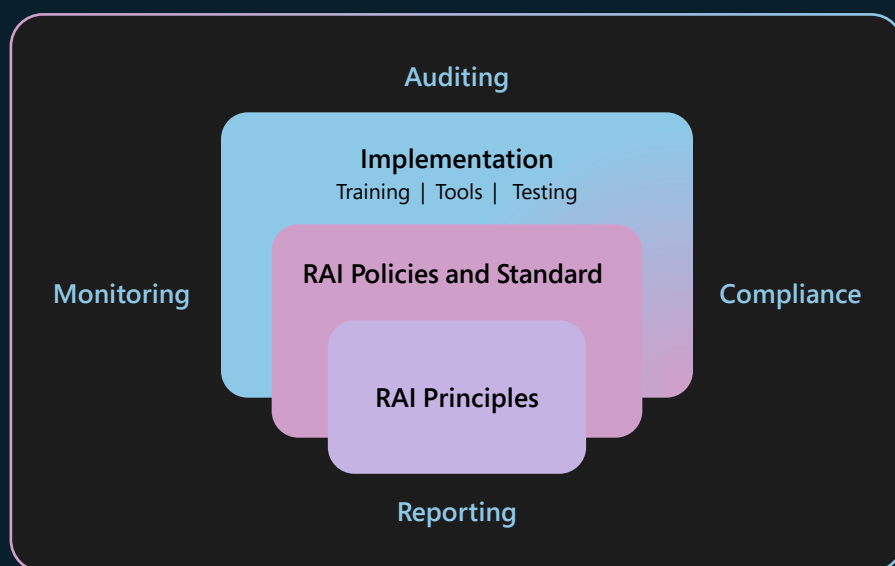 Auditing
Implementation
Training | Tools | Testing
RAI Policies and Standard
Monitoring
Compliance
RAI Principles
Reporting